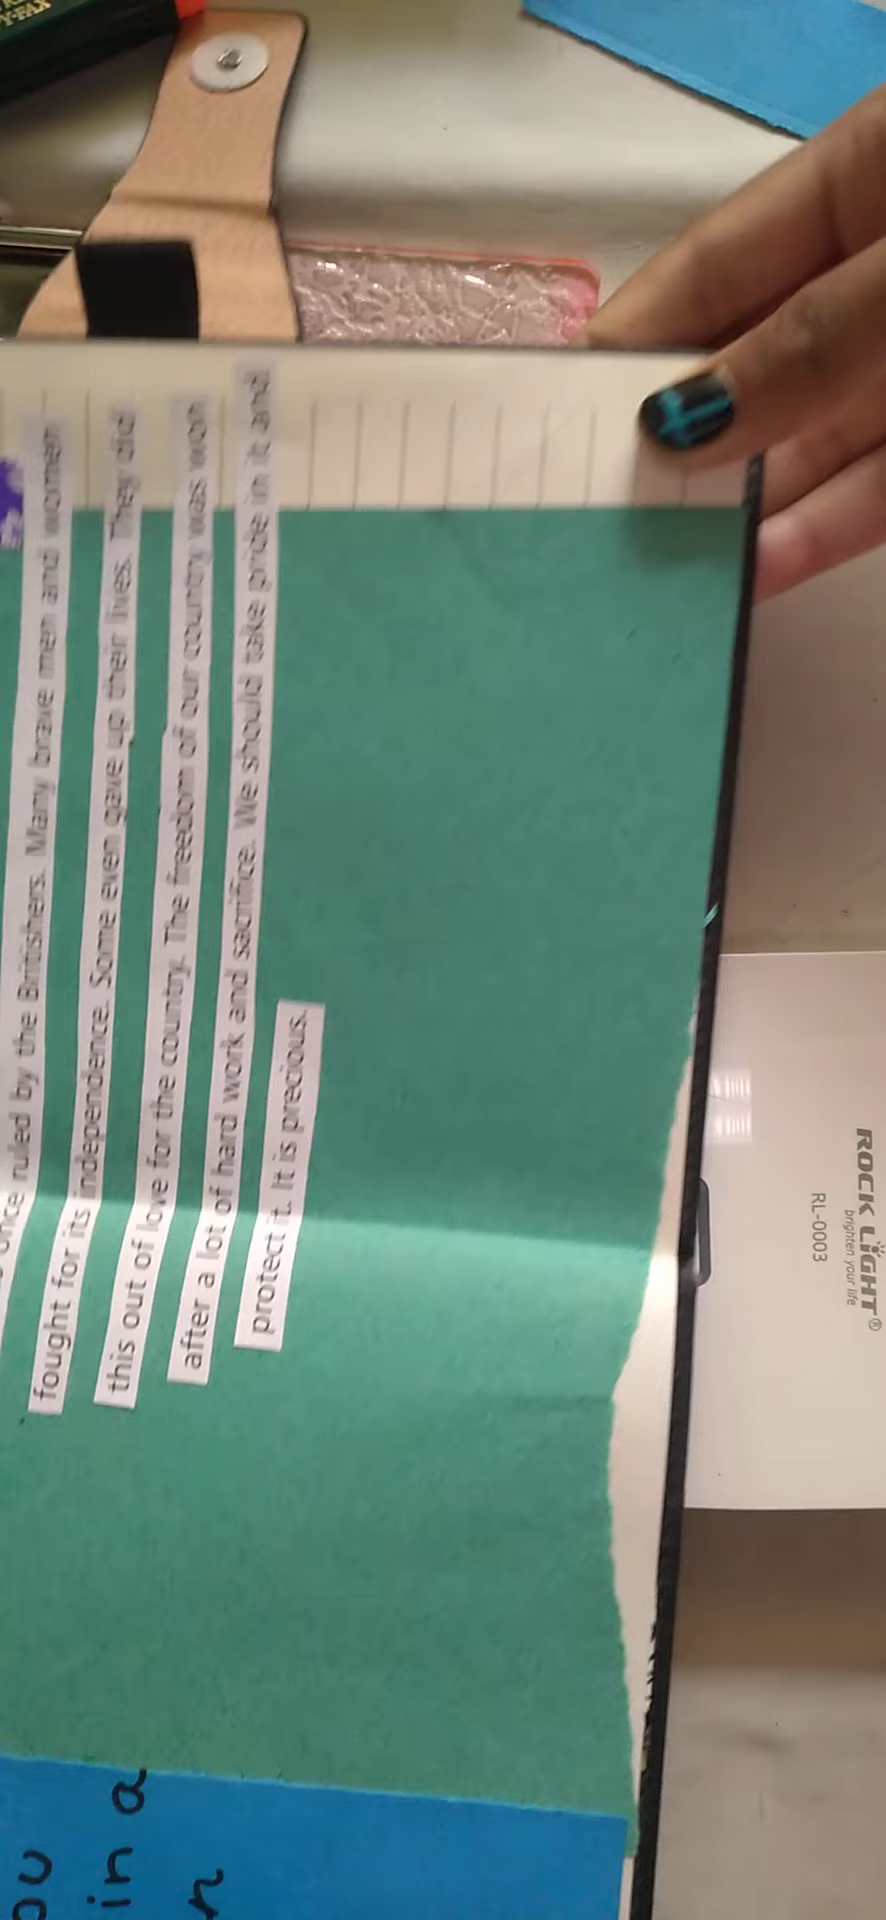 once ruled by the Britishers. Many brave men and women
fought for its independence. Some even gave up their lives. They did
this out of love for the country. The freedom of our country was won
after a lot of hard work and sacrifice. We should take pride in it and
protect it. It is precious.
in a
ROCK LIGHT®
brighten your life
RL-0003